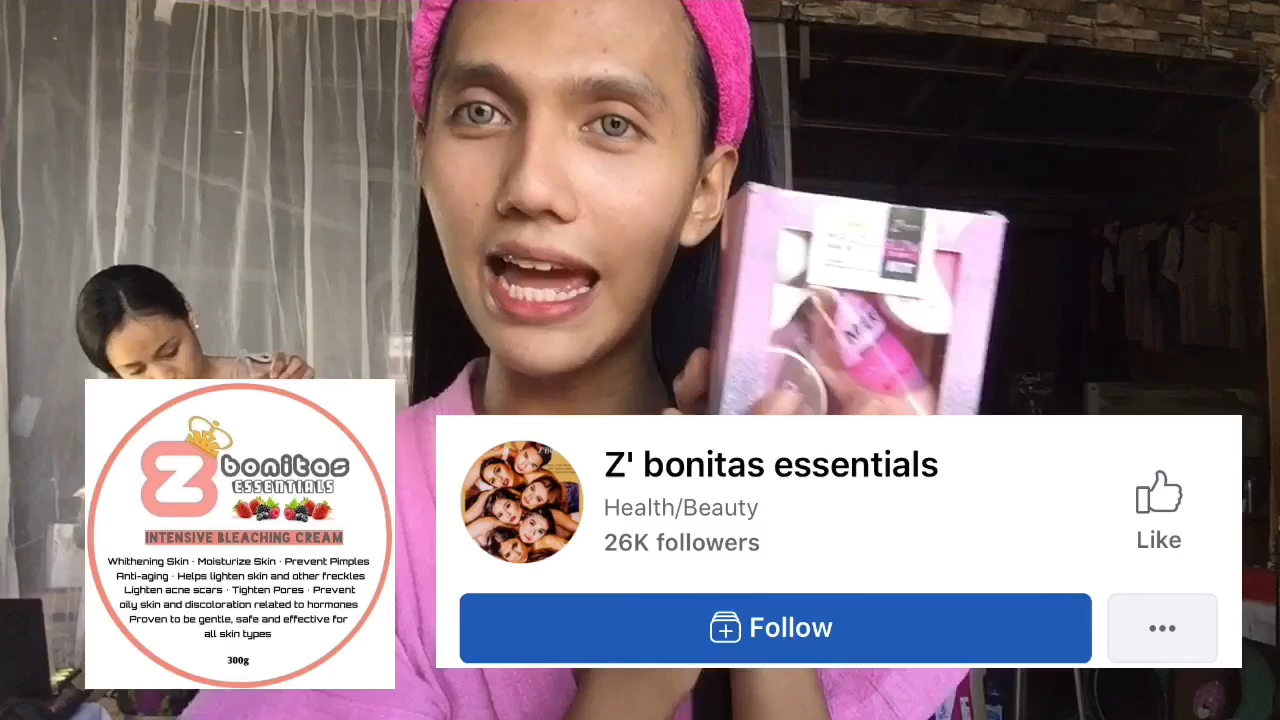 Z bonitas
ESSENTIALS
INTENSIVE BLEACHING CREAM
Whithening Skin · Moisturize Skin · Prevent Pimples
Anti-aging · Helps lighten skin and other freckles
Lighten acne scars · Tighten Pores · Prevent
oily skin and discoloration related to hormones
Proven to be gentle, safe and effective for
all skin types
300g
Z' bonitas essentials
Health/Beauty
26K followers
Like
Follow